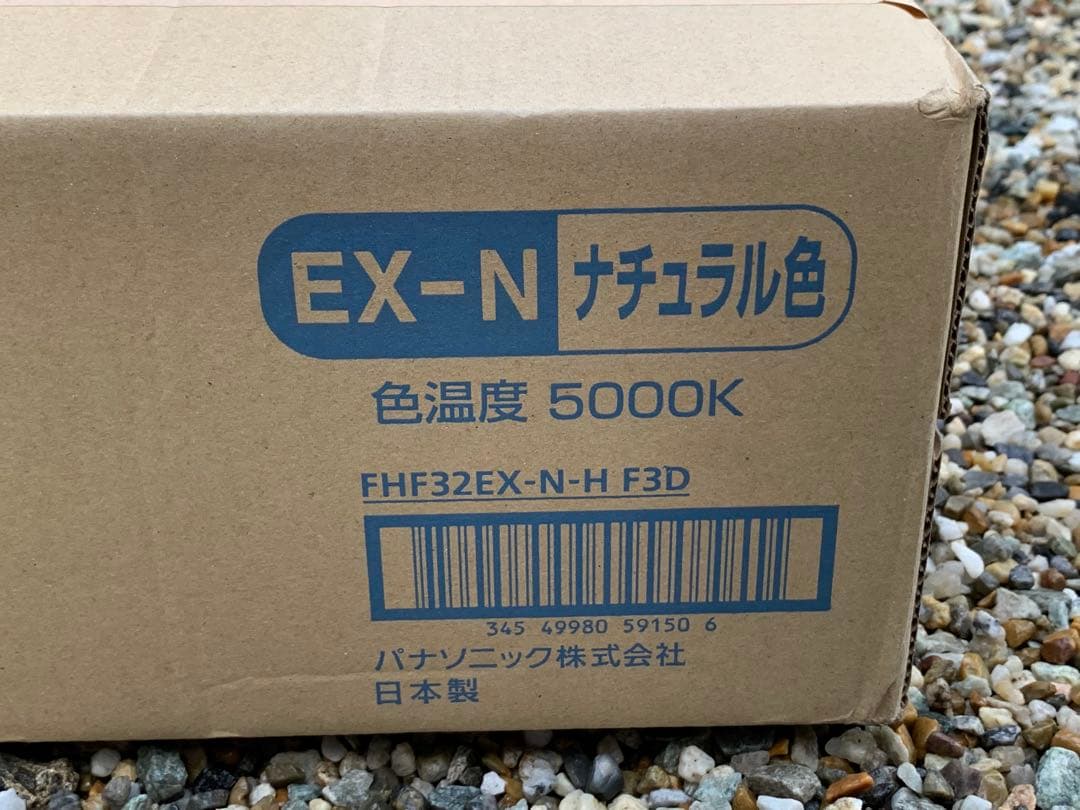 EX-N ナチュラル色
色温度 5000K
FHF32EX-N-H F3D
345 49980 59150 6
パナソニック株式会社
日本製